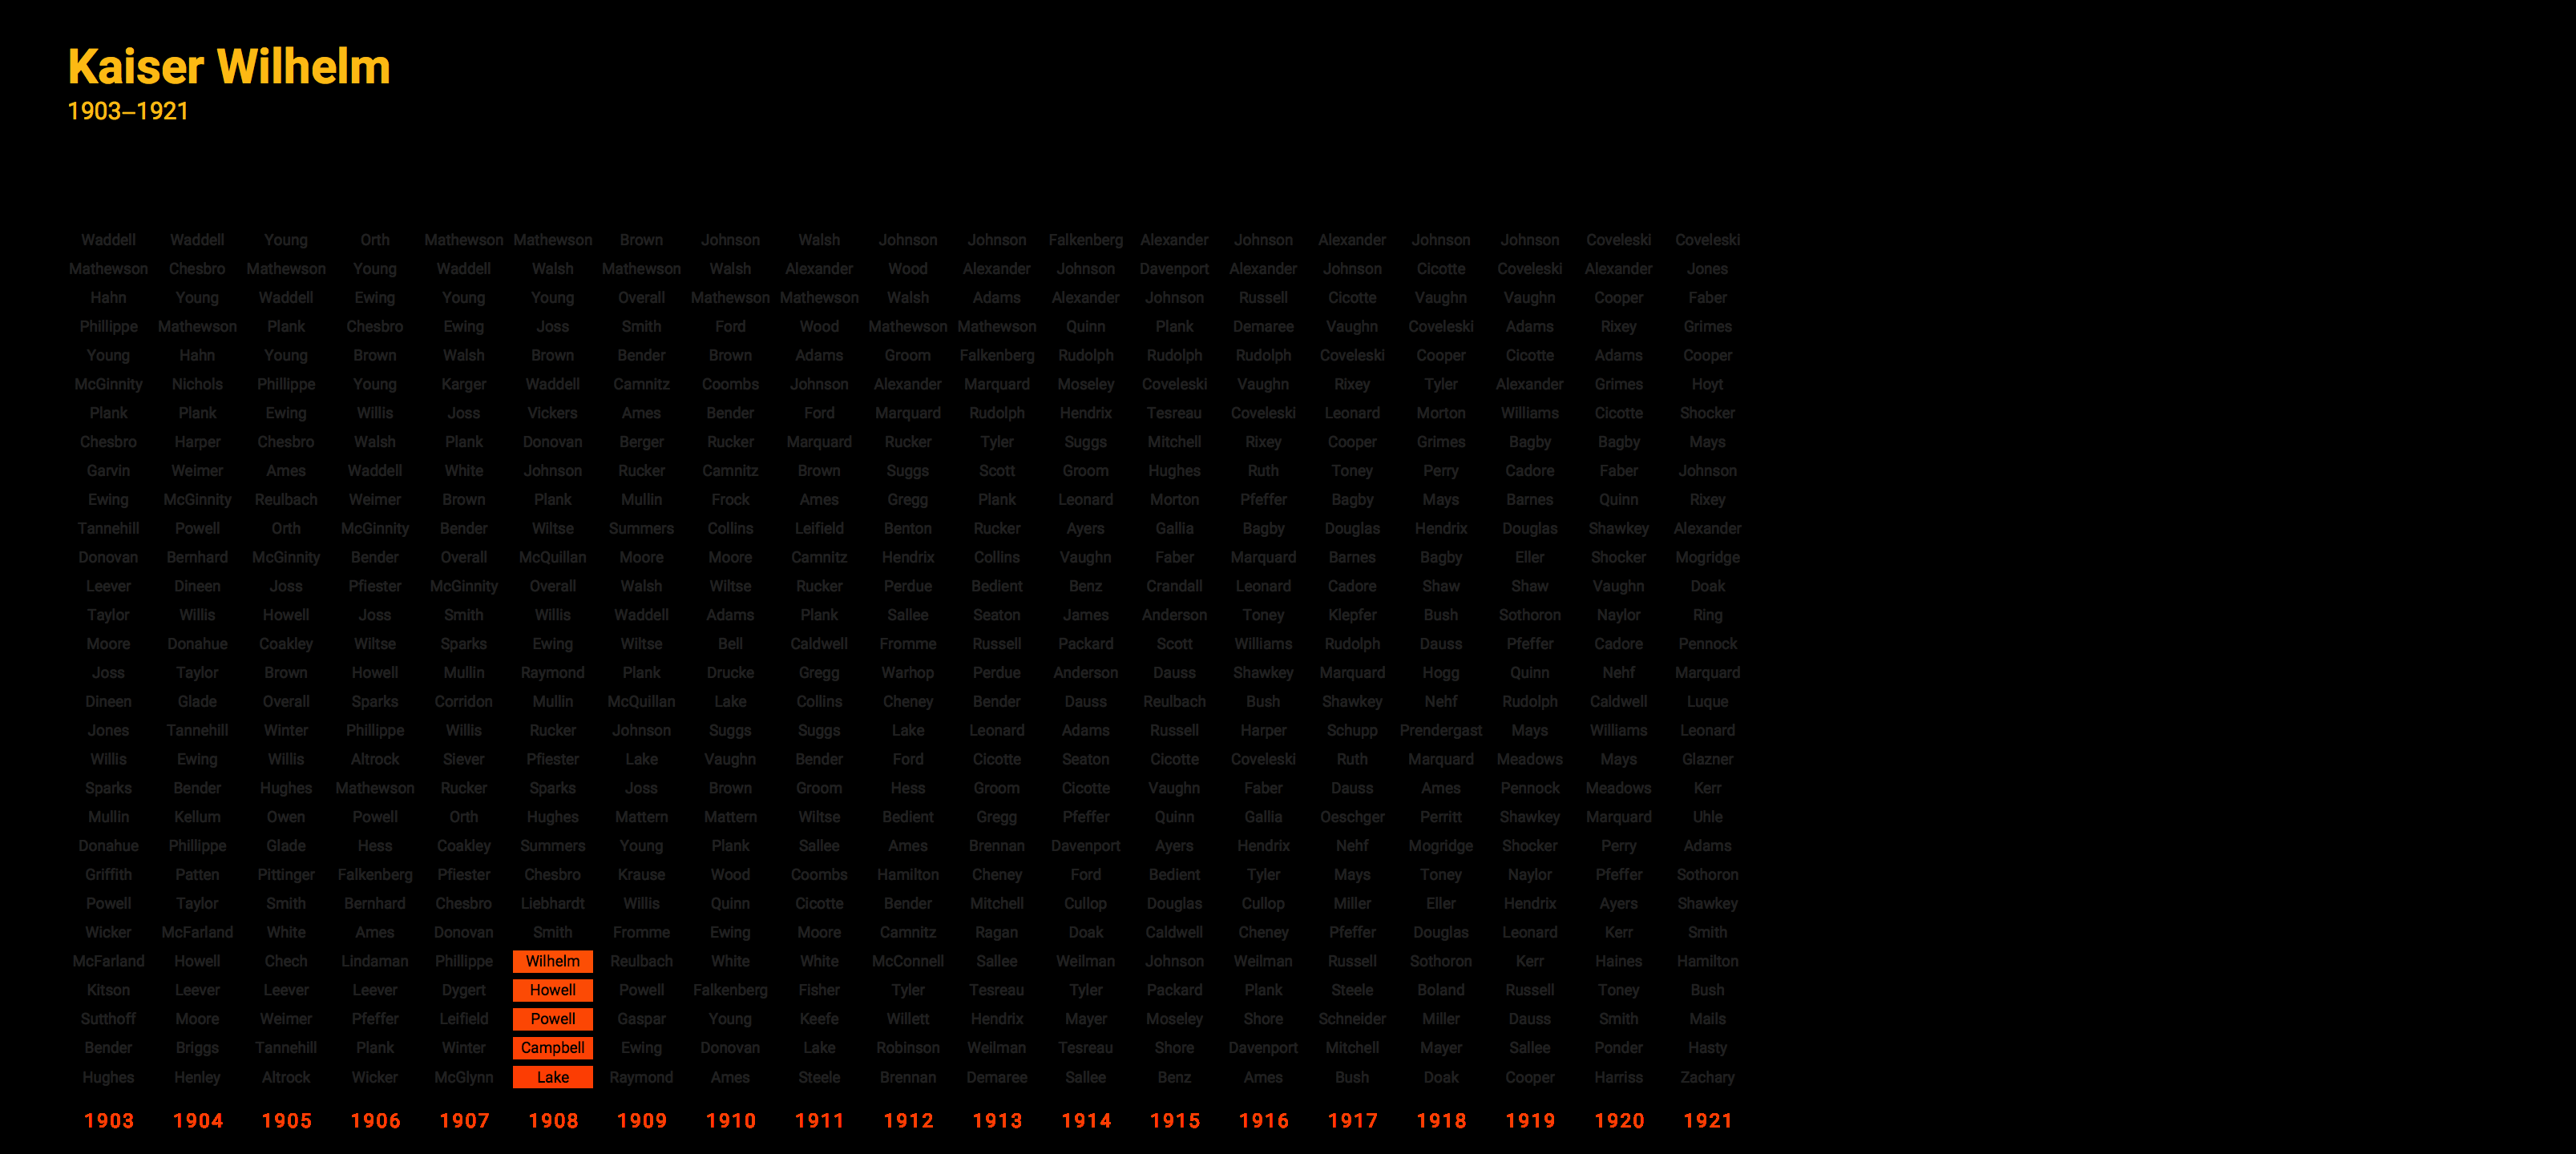 Kaiser Wilhelm
1903–1921
Waddell Waddell Young Orth Mathewson Mathewson Brown Johnson Walsh Johnson Johnson Falkenberg Alexander Johnson Alexander Johnson Johnson Coveleski Coveleski
Mathewson Chesbro Mathewson Young Waddell Walsh Mathewson Walsh Alexander Wood Alexander Johnson Davenport Alexander Johnson Cicotte Coveleski Alexander Jones
Hahn Young Waddell Ewing Young Young Overall Mathewson Mathewson Walsh Adams Alexander Johnson Russell Cicotte Vaughn Vaughn Cooper Faber
Phillippe Mathewson Plank Chesbro Ewing Joss Smith Ford Wood Mathewson Mathewson Quinn Plank Demaree Vaughn Coveleski Adams Rixey Grimes
Young Hahn Young Brown Walsh Brown Bender Brown Adams Groom Falkenberg Rudolph Rudolph Rudolph Coveleski Cooper Cicotte Adams Cooper
McGinnity Nichols Phillippe Young Karger Waddell Camnitz Coombs Johnson Alexander Marquard Moseley Coveleski Vaughn Rixey Tyler Alexander Grimes Hoyt
Plank Plank Ewing Willis Joss Vickers Ames Bender Ford Marquard Rudolph Hendrix Tesreau Coveleski Leonard Morton Williams Cicotte Shocker
Chesbro Harper Chesbro Walsh Plank Donovan Berger Rucker Marquard Rucker Tyler Suggs Mitchell Rixey Cooper Grimes Bagby Bagby Mays
Garvin Weimer Ames Waddell White Johnson Rucker Camnitz Brown Suggs Scott Groom Hughes Ruth Toney Perry Cadore Faber Johnson
Ewing McGinnity Reulbach Weimer Brown Plank Mullin Frock Ames Gregg Plank Leonard Morton Pfeffer Bagby Mays Barnes Quinn Rixey
Tannehill Powell Orth McGinnity Bender Wiltse Summers Collins Leifield Benton Rucker Ayers Gallia Bagby Douglas Hendrix Douglas Shawkey Alexander
Donovan Bernhard McGinnity Bender Overall McQuillan Moore Moore Camnitz Hendrix Collins Vaughn Faber Marquard Barnes Bagby Eller Shocker Mogridge
Leever Dineen Joss Pfiester McGinnity Overall Walsh Wiltse Rucker Perdue Bedient Benz Crandall Leonard Cadore Shaw Shaw Vaughn Doak
Taylor Willis Howell Joss Smith Willis Waddell Adams Plank Sallee Seaton James Anderson Toney Klepfer Bush Sothoron Naylor Ring
Moore Donahue Coakley Wiltse Sparks Ewing Wiltse Bell Caldwell Fromme Russell Packard Scott Williams Rudolph Dauss Pfeffer Cadore Pennock
Joss Taylor Brown Howell Mullin Raymond Plank Drucke Gregg Warhop Perdue Anderson Dauss Shawkey Marquard Hogg Quinn Nehf Marquard
Dineen Glade Overall Sparks Corridon Mullin McQuillan Lake Collins Cheney Bender Dauss Reulbach Bush Shawkey Nehf Rudolph Caldwell Luque
Jones Tannehill Winter Phillippe Willis Rucker Johnson Suggs Suggs Lake Leonard Adams Russell Harper Schupp Prendergast Mays Williams Leonard
Willis Ewing Willis Altrock Siever Pfiester Lake Vaughn Bender Ford Cicotte Seaton Cicotte Coveleski Ruth Marquard Meadows Mays Glazner
Sparks Bender Hughes Mathewson Rucker Sparks Joss Brown Groom Hess Groom Cicotte Vaughn Faber Dauss Ames Pennock Meadows Kerr
Mullin Kellum Owen Powell Orth Hughes Mattern Mattern Wiltse Bedient Gregg Pfeffer Quinn Gallia Oeschger Perritt Shawkey Marquard Uhle
Donahue Phillippe Glade Hess Coakley Summers Young Plank Sallee Ames Brennan Davenport Ayers Hendrix Nehf Mogridge Shocker Perry Adams
Griffith Patten Pittinger Falkenberg Pfiester Chesbro Krause Wood Coombs Hamilton Cheney Ford Bedient Tyler Mays Toney Naylor Pfeffer Sothoron
Powell Taylor Smith Bernhard Chesbro Liebhardt Willis Quinn Cicotte Bender Mitchell Cullop Douglas Cullop Miller Eller Hendrix Ayers Shawkey
Wicker McFarland White Ames Donovan Smith Fromme Ewing Moore Camnitz Ragan Doak Caldwell Cheney Pfeffer Douglas Leonard Kerr Smith
McFarland Howell Chech Lindaman Phillippe Wilhelm Reulbach White White McConnell Sallee Weilman Johnson Weilman Russell Sothoron Kerr Haines Hamilton
Kitson Leever Leever Leever Dygert Howell Powell Falkenberg Fisher Tyler Tesreau Tyler Packard Plank Steele Boland Russell Toney Bush
Sutthoff Moore Weimer Pfeffer Leifield Powell Gaspar Young Keefe Willett Hendrix Mayer Moseley Shore Schneider Miller Dauss Smith Mails
Bender Briggs Tannehill Plank Winter Campbell Ewing Donovan Lake Robinson Weilman Tesreau Shore Davenport Mitchell Mayer Sallee Ponder Hasty
Hughes Henley Altrock Wicker McGlynn Lake Raymond Ames Steele Brennan Demaree Sallee Benz Ames Bush Doak Cooper Harriss Zachary
1903 1904 1905 1906 1907 1908 1909 1910 1911 1912 1913 1914 1915 1916 1917 1918 1919 1920 1921